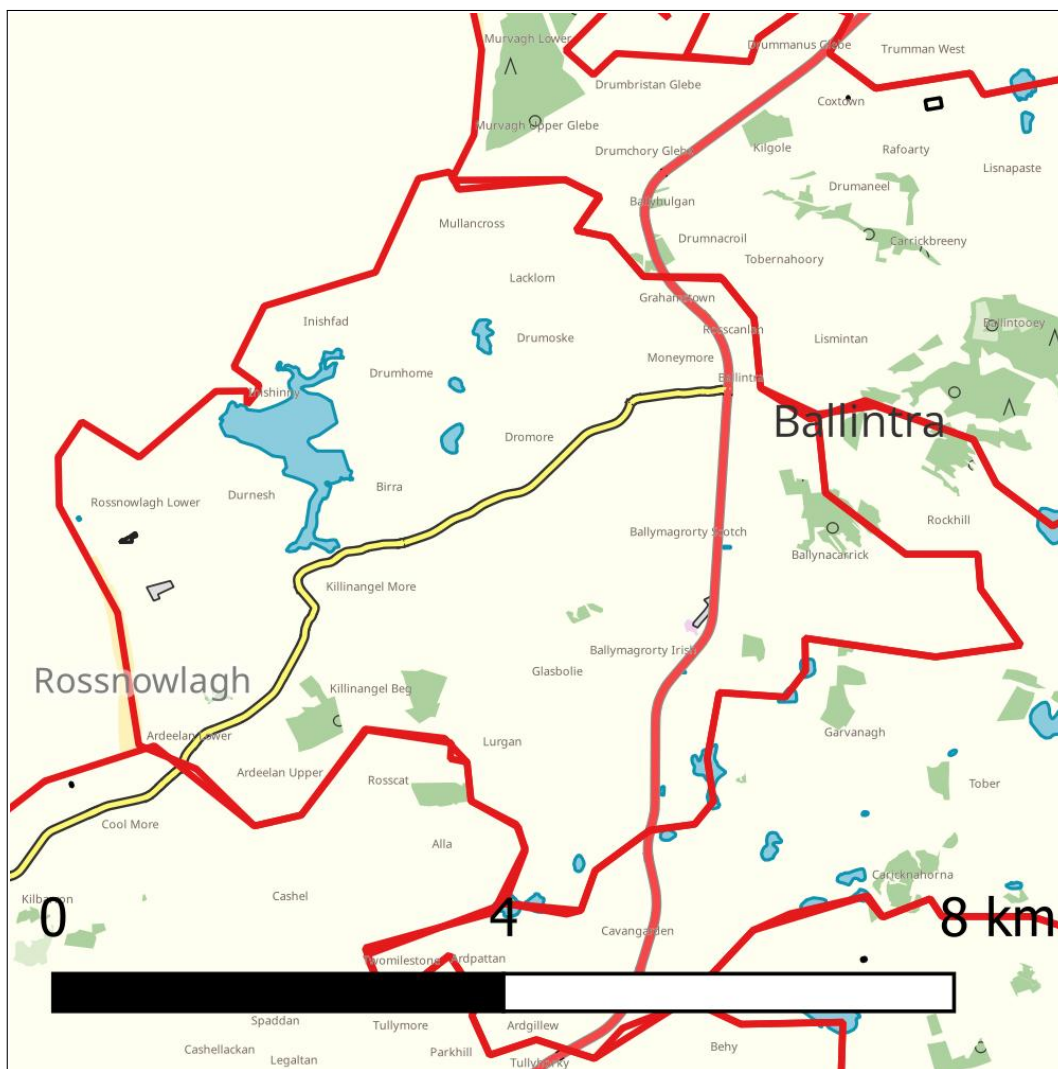 Murvagh Lower
Drummanus Glebe
Trumman West
Drumbristan Glebe
Coxtown
Murvagh Upper Glebe
Drumchory Glebe
Kilgole
Rafoarty
Lisnapaste
Drumaneel
Ballyhulgan
Mullancross
Drumnacroil
Carrickbreeny
Tobernahoory
Lacklom
Grahamstown
Inishfad
Rosscanlan
Ballintooey
Drumoske
Lismintan
Moneymore
Drumhome
Ballintra
Inishinny
Ballintra
Dromore
Birra
Durnesh
Rossnowlagh Lower
Rockhill
Ballymagrorty Scotch
Ballynacarrick
Killinangel More
Ballymagrorty Irish
Glasbolie
Rossnowlagh
Killinangel Beg
Garvanagh
Ardeelan Lower
Lurgan
Ardeelan Upper
Rosscat
Tober
Cool More
Alla
Caricknahorna
Cashel
Kilbarron
0 4 8 km
Cavangarden
Twomilestone
Ardpattan
Spaddan
Tullymore
Ardgillew
Cashellackan
Parkhill
Behy
Legaltan
Tullyhorky